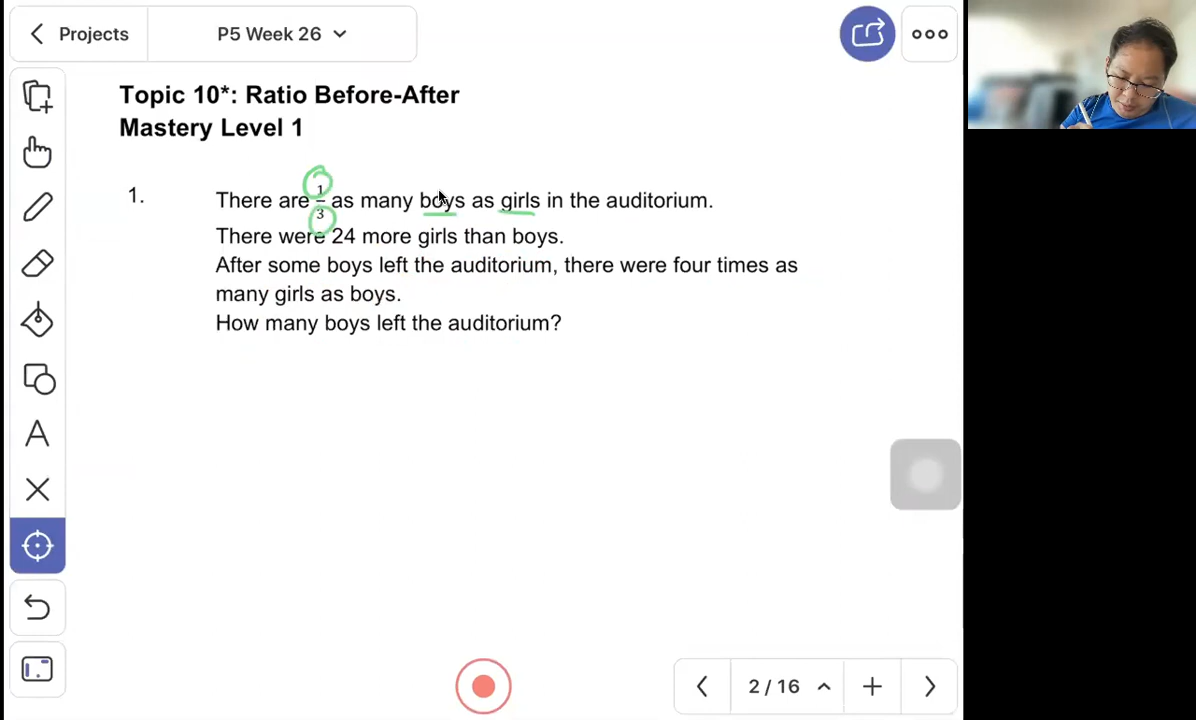 Projects
P5 Week 26
Topic 10*: Ratio Before-After
Mastery Level 1
1.
There are 1/3 as many boys as girls in the auditorium.
There were 24 more girls than boys.
After some boys left the auditorium, there were four times as
many girls as boys.
How many boys left the auditorium?
2 / 16